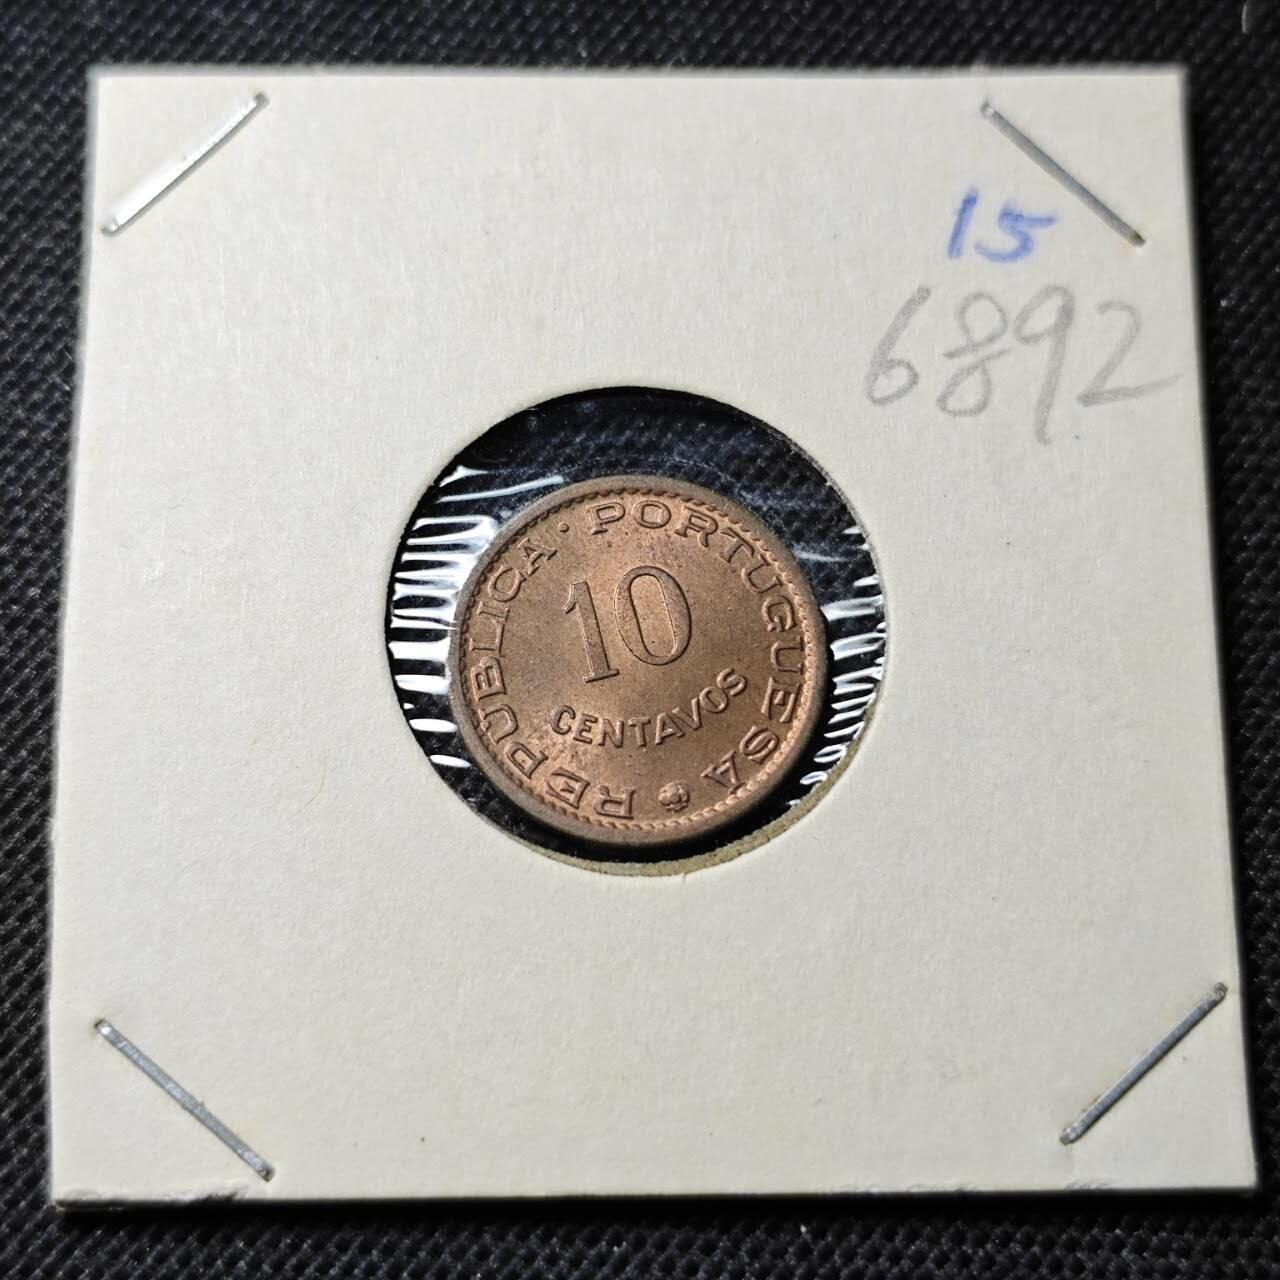 15
6892
REPUBLICA · PORTUGUESA
10
CENTAVOS